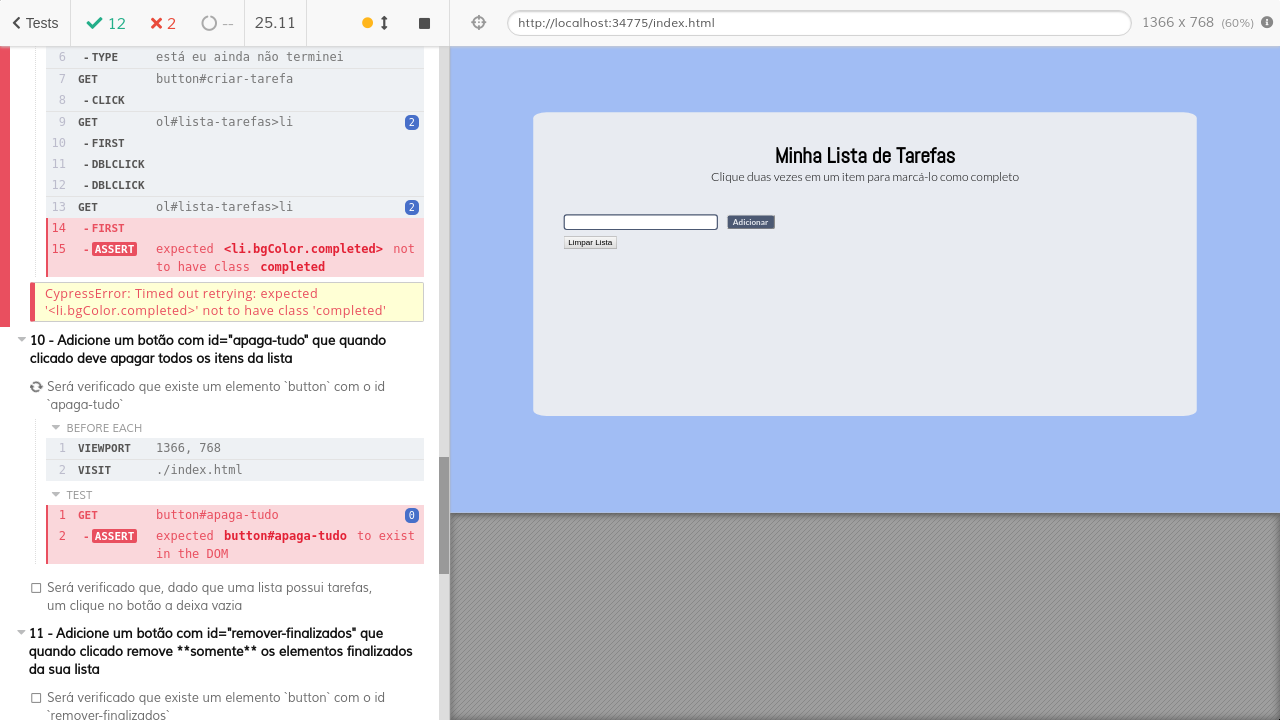 Tests
12
2
--
25.11
http://localhost:34775/index.html
1366 x 768 (60%)
6 - TYPE está eu ainda não terminei
7 GET button#criar-tarefa
8 - CLICK
9 GET ol#lista-tarefas>li 2
10 - FIRST
11 - DBLCLICK
12 - DBLCLICK
13 GET ol#lista-tarefas>li 2
14 - FIRST
15 - ASSERT expected <li.bgColor.completed> not
to have class completed
CypressError: Timed out retrying: expected
'<li.bgColor.completed>' not to have class 'completed'
10 - Adicione um botão com id="apaga-tudo" que quando
clicado deve apagar todos os itens da lista
Será verificado que existe um elemento `button` com o id
`apaga-tudo`
BEFORE EACH
1 VIEWPORT 1366, 768
2 VISIT ./index.html
TEST
1 GET button#apaga-tudo 0
2 - ASSERT expected button#apaga-tudo to exist
in the DOM
Será verificado que, dado que uma lista possui tarefas,
um clique no botão a deixa vazia
11 - Adicione um botão com id="remover-finalizados" que
quando clicado remove **somente** os elementos finalizados
da sua lista
Será verificado que existe um elemento `button` com o id
`remover-finalizados`
Minha Lista de Tarefas
Clique duas vezes em um item para marcá-lo como completo
Adicionar
Limpar Lista